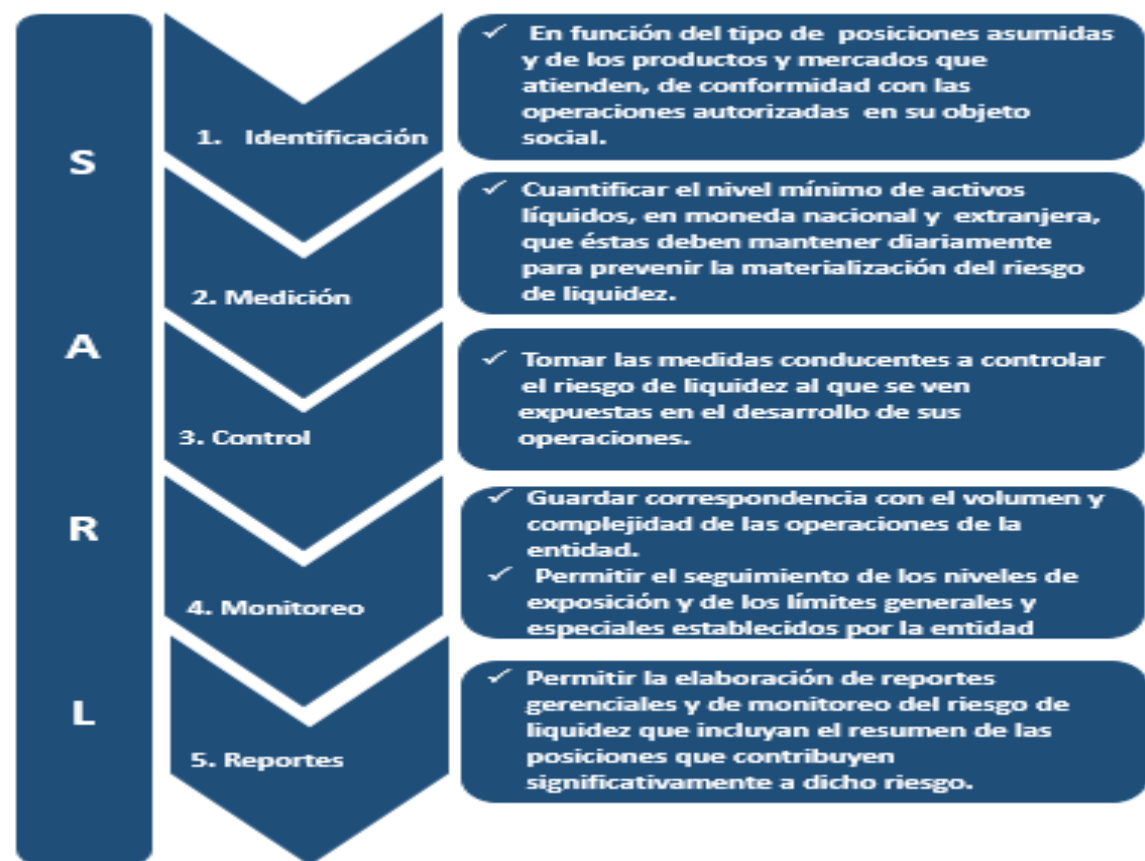 S
A
R
L
1. Identificación
✓ En función del tipo de posiciones asumidas
y de los productos y mercados que
atienden, de conformidad con las
operaciones autorizadas en su objeto
social.
2. Medición
✓ Cuantificar el nivel mínimo de activos
líquidos, en moneda nacional y extranjera,
que éstas deben mantener diariamente
para prevenir la materialización del riesgo
de liquidez.
3. Control
✓ Tomar las medidas conducentes a controlar
el riesgo de liquidez al que se ven
expuestas en el desarrollo de sus
operaciones.
4. Monitoreo
✓ Guardar correspondencia con el volumen y
complejidad de las operaciones de la
entidad.
✓ Permitir el seguimiento de los niveles de
exposición y de los límites generales y
especiales establecidos por la entidad
5. Reportes
✓ Permitir la elaboración de reportes
gerenciales y de monitoreo del riesgo de
liquidez que incluyan el resumen de las
posiciones que contribuyen
significativamente a dicho riesgo.